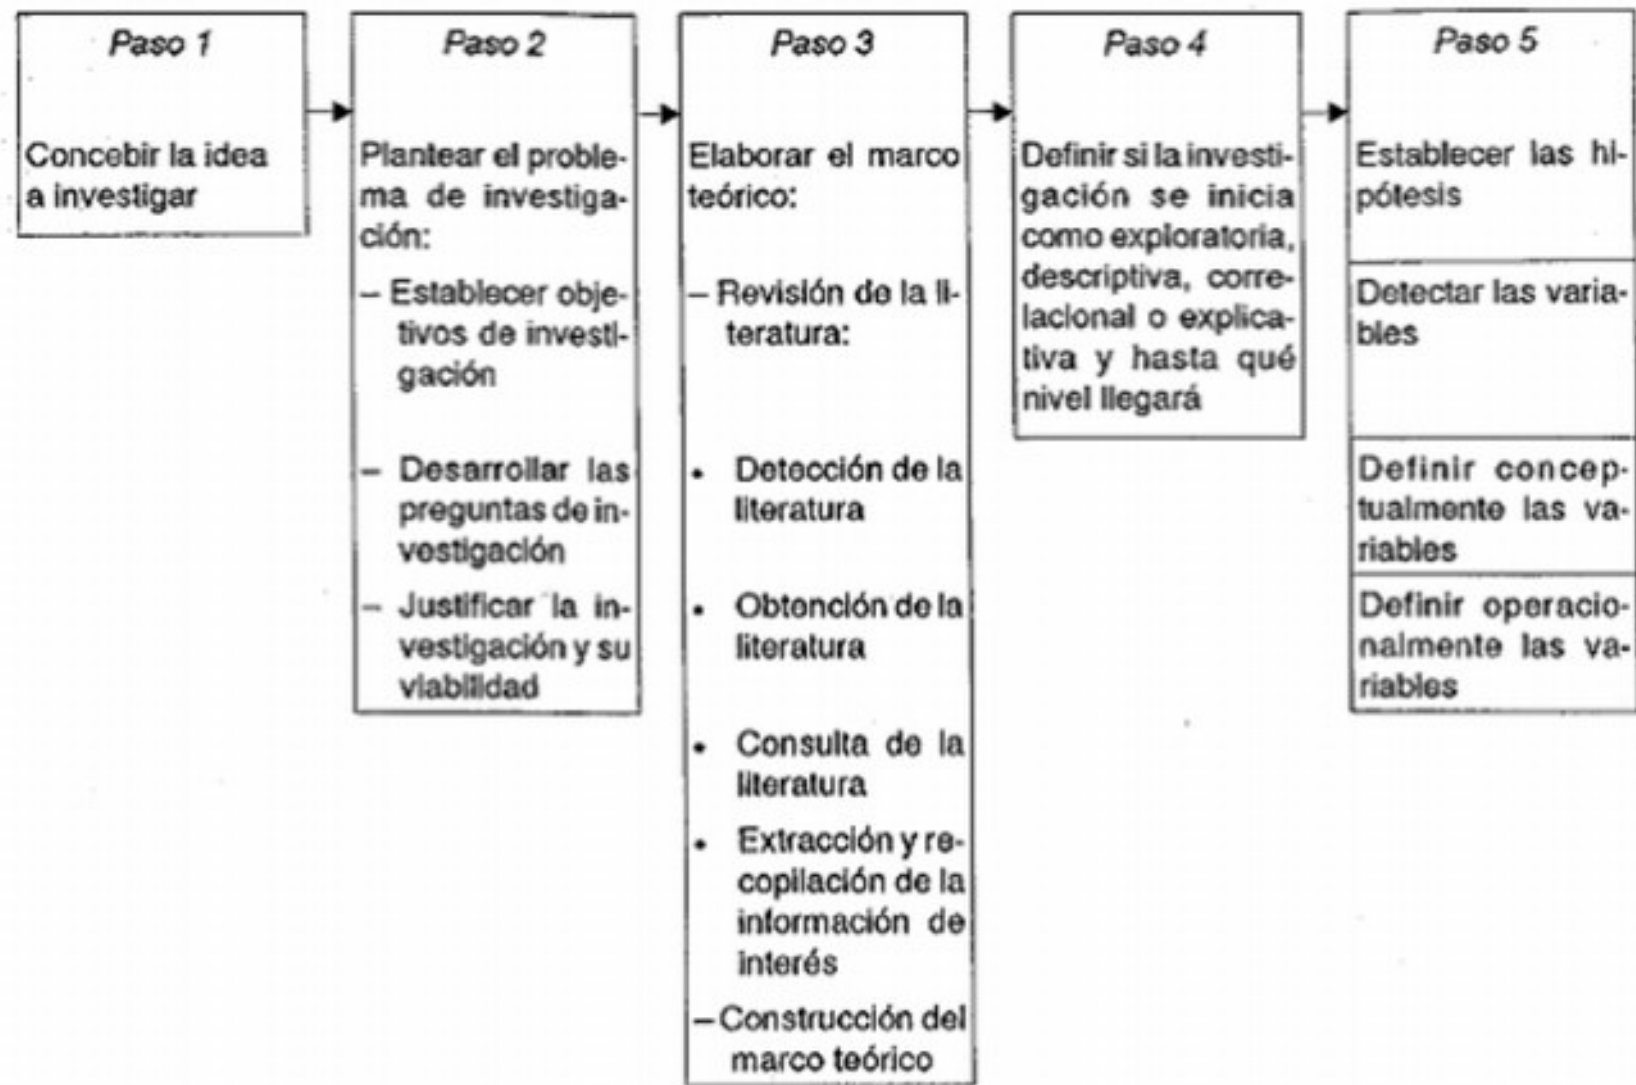 Paso 1
Concebir la idea
a investigar
Paso 2
Plantear el proble-
ma de investiga-
ción:
– Establecer obje-
tivos de investi-
gación
– Desarrollar las
preguntas de in-
vestigación
– Justificar la in-
vestigación y su
viabilidad
Paso 3
Elaborar el marco
teórico:
– Revisión de la li-
teratura:
• Detección de la
literatura
• Obtención de la
literatura
• Consulta de la
literatura
• Extracción y re-
copilación de la
información de
interés
– Construcción del
marco teórico
Paso 4
Definir si la investi-
gación se inicia
como exploratoria,
descriptiva, corre-
lacional o explica-
tiva y hasta qué
nivel llegará
Paso 5
Establecer las hi-
pótesis
Detectar las varia-
bles
Definir concep-
tualmente las va-
riables
Definir operacio-
nalmente las va-
riables